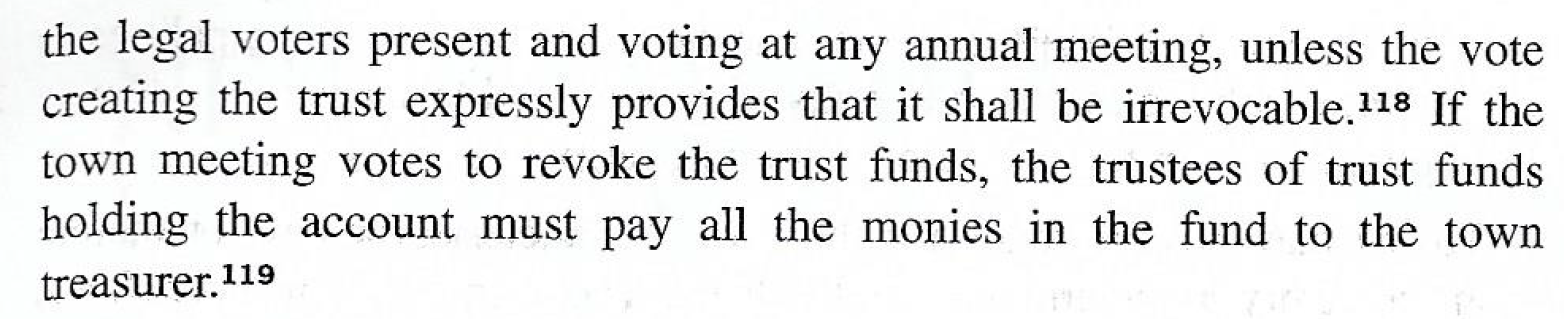 the legal voters present and voting at any annual meeting, unless the vote
creating the trust expressly provides that it shall be irrevocable.118 If the
town meeting votes to revoke the trust funds, the trustees of trust funds
holding the account must pay all the monies in the fund to the town
treasurer.119